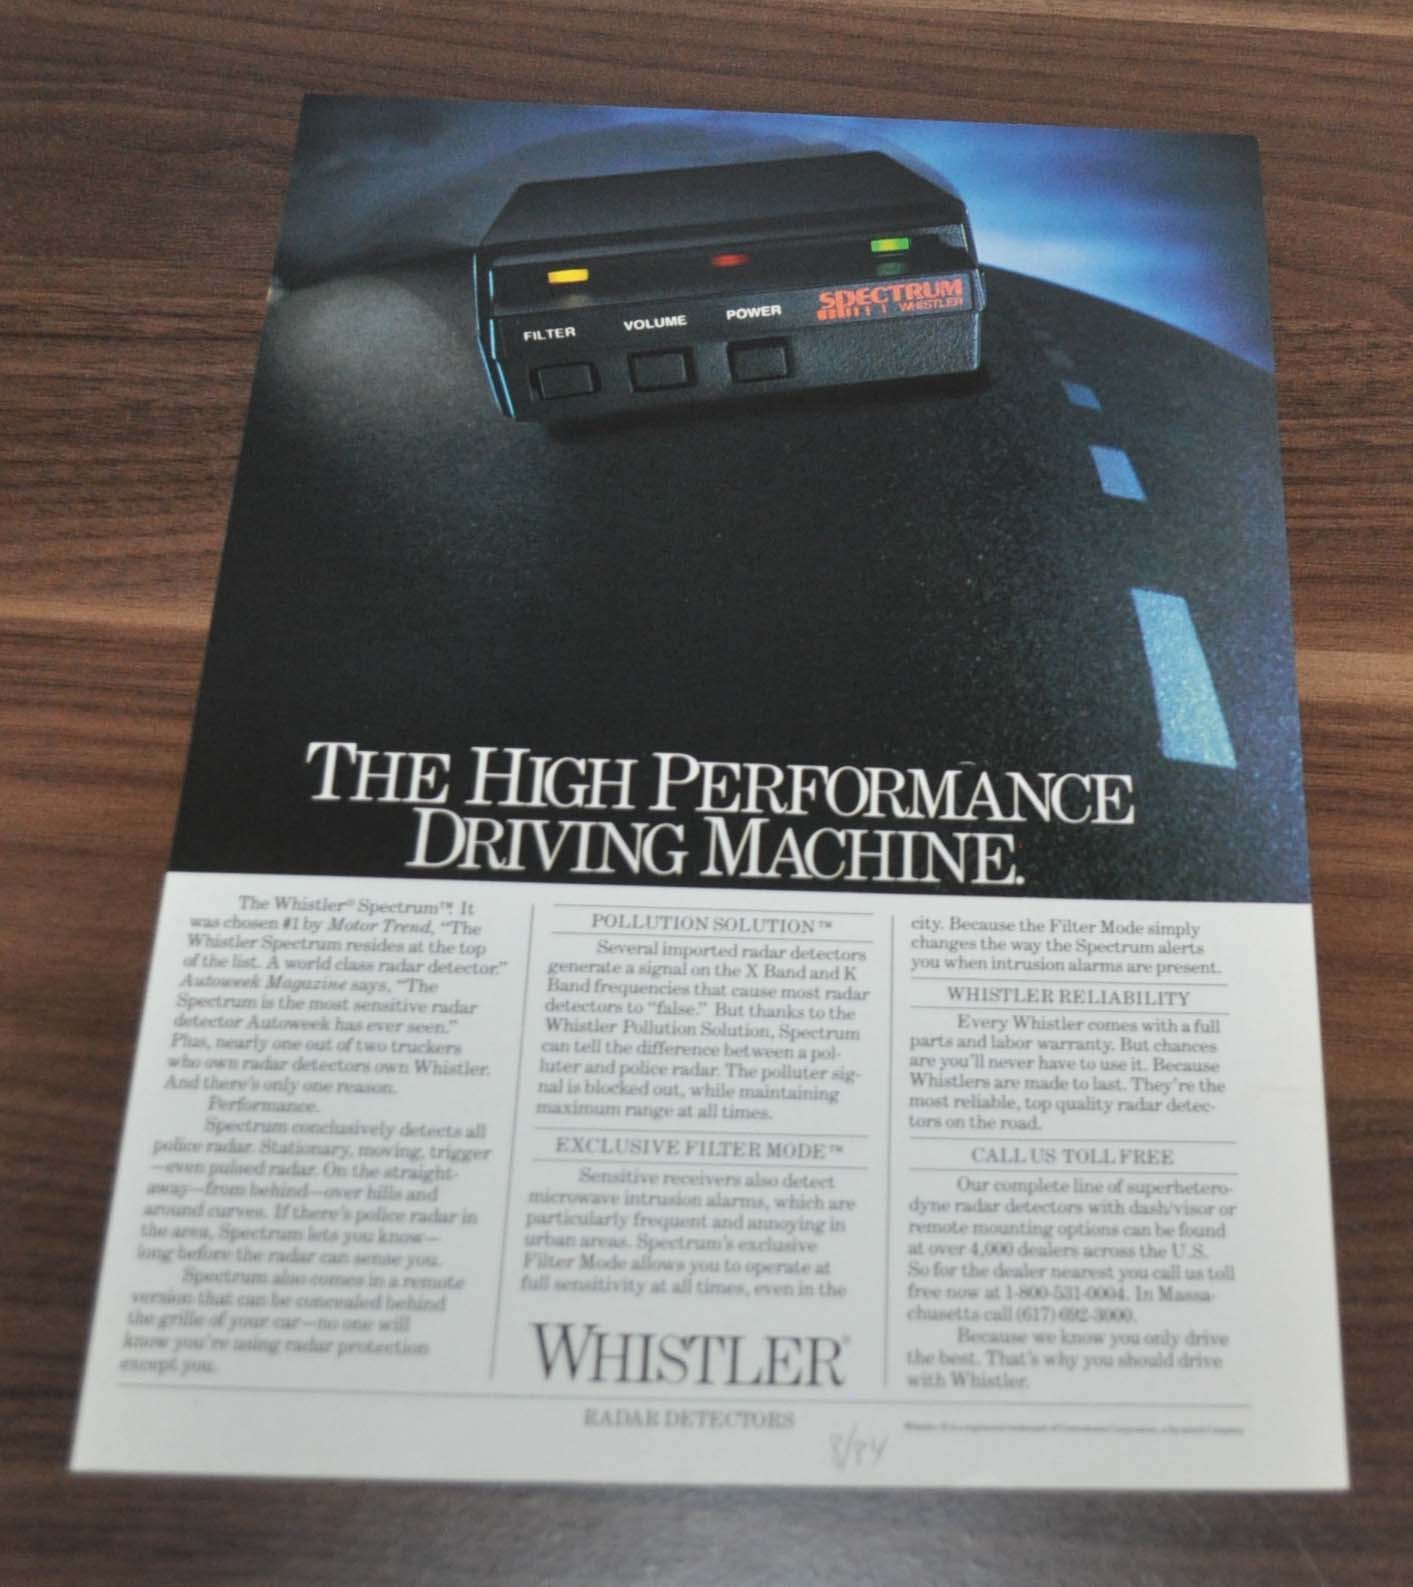 SPECTRUM
WHISTLER
FILTER
VOLUME
POWER
THE HIGH PERFORMANCE
DRIVING MACHINE.
The Whistler® Spectrum™. It
was chosen #1 by Motor Trend, “The
Whistler Spectrum resides at the top
of the list. A world class radar detector.”
Autoweek Magazine says, “The
Spectrum is the most sensitive radar
detector Autoweek has ever seen.”
Plus, nearly one out of two truckers
who own radar detectors own Whistler.
And there's only one reason.
Performance.
Spectrum conclusively detects all
police radar. Stationary, moving, trigger
—even pulsed radar. On the straight-
away—from behind—over hills and
around curves. If there's police radar in
the area, Spectrum lets you know—
long before the radar can sense you.
Spectrum also comes in a remote
version that can be concealed behind
the grille of your car—no one will
know you're using radar protection
except you.
POLLUTION SOLUTION™
Several imported radar detectors
generate a signal on the X Band and K
Band frequencies that cause most radar
detectors to “false.” But thanks to the
Whistler Pollution Solution, Spectrum
can tell the difference between a pol-
luter and police radar. The polluter sig-
nal is blocked out, while maintaining
maximum range at all times.
EXCLUSIVE FILTER MODE™
Sensitive receivers also detect
microwave intrusion alarms, which are
particularly frequent and annoying in
urban areas. Spectrum's exclusive
Filter Mode allows you to operate at
full sensitivity at all times, even in the
city. Because the Filter Mode simply
changes the way the Spectrum alerts
you when intrusion alarms are present.
WHISTLER RELIABILITY
Every Whistler comes with a full
parts and labor warranty. But chances
are you'll never have to use it. Because
Whistlers are made to last. They're the
most reliable, top quality radar detec-
tors on the road.
CALL US TOLL FREE
Our complete line of superhetero-
dyne radar detectors with dash/visor or
remote mounting options can be found
at over 4,000 dealers across the U.S.
So for the dealer nearest you call us toll
free now at 1-800-531-0004. In Massa-
chusetts call (617) 692-3000.
Because we know you only drive
the best. That's why you should drive
with Whistler.
WHISTLER®
RADAR DETECTORS
8/84